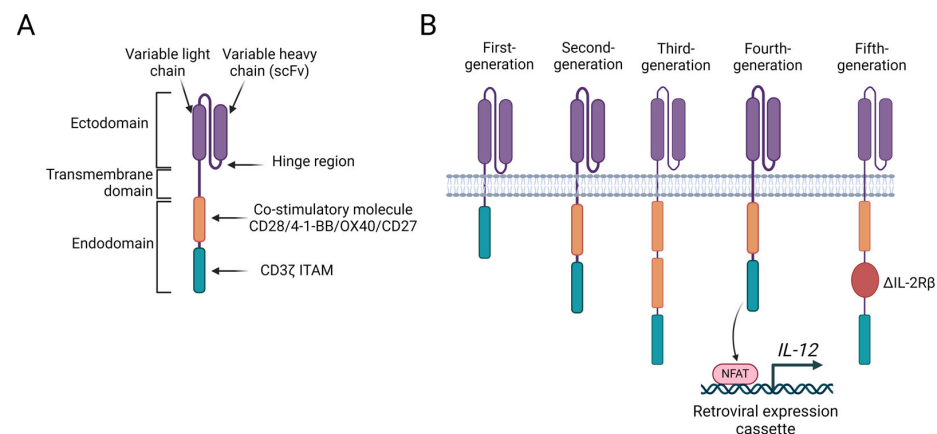 A
Variable light
chain
Variable heavy
chain (scFv)
Ectodomain
Hinge region
Transmembrane
domain
Co-stimulatory molecule
CD28/4-1-BB/OX40/CD27
Endodomain
CD3ζ ITAM
B
First-
generation
Second-
generation
Third-
generation
Fourth-
generation
Fifth-
generation
ΔIL-2Rβ
IL-12
NFAT
Retroviral expression
cassette